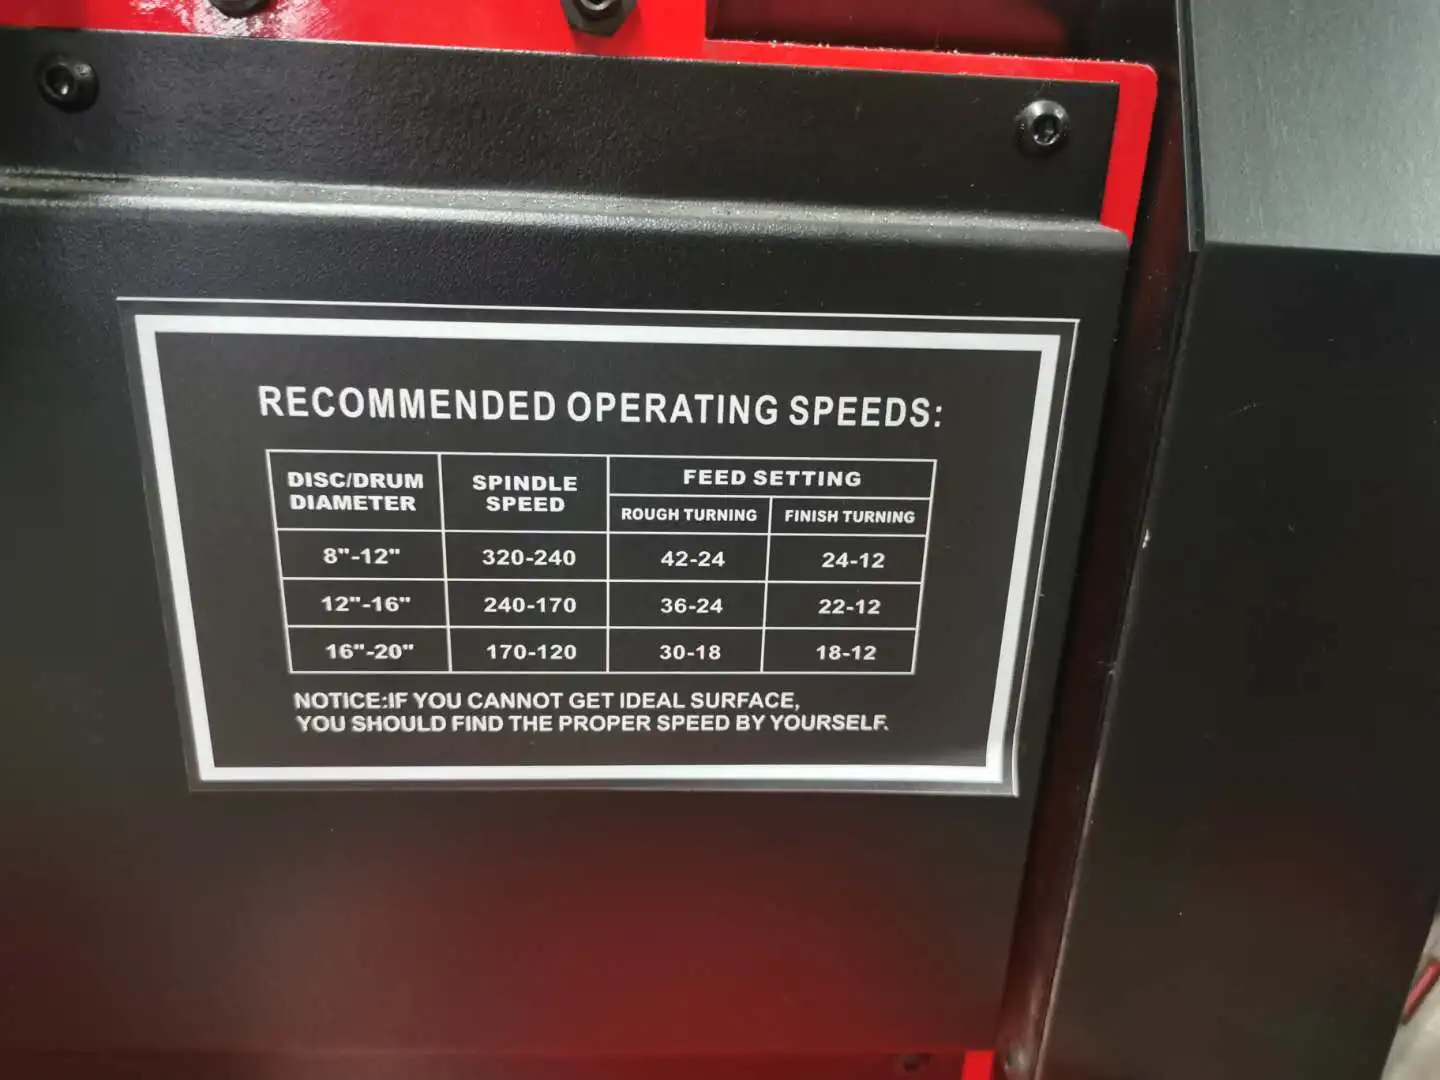 RECOMMENDED OPERATING SPEEDS:
DISC/DRUM DIAMETER SPINDLE SPEED FEED SETTING
ROUGH TURNING FINISH TURNING
8"-12" 320-240 42-24 24-12
12"-16" 240-170 36-24 22-12
16"-20" 170-120 30-18 18-12
NOTICE:IF YOU CANNOT GET IDEAL SURFACE,
YOU SHOULD FIND THE PROPER SPEED BY YOURSELF.